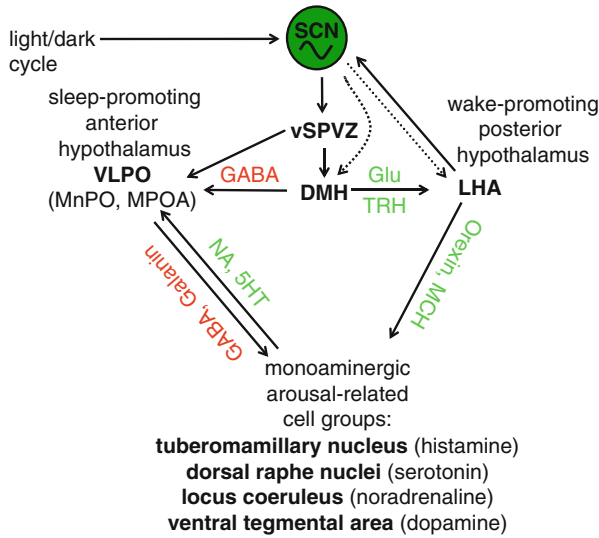 SCN
light/dark
cycle
sleep-promoting
anterior
hypothalamus
VLPO
(MnPO, MPOA)
vSPVZ
wake-promoting
posterior
hypothalamus
LHA
GABA
DMH
Glu
TRH
NA, 5HT
GABA, Galanin
Orexin, MCH
monoaminergic
arousal-related
cell groups:
tuberomamillary nucleus (histamine)
dorsal raphe nuclei (serotonin)
locus coeruleus (noradrenaline)
ventral tegmental area (dopamine)